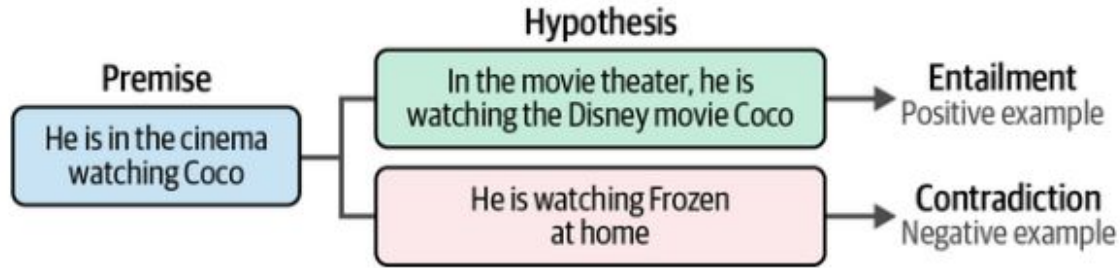 Hypothesis
Premise
He is in the cinema
watching Coco
In the movie theater, he is
watching the Disney movie Coco
Entailment
Positive example
He is watching Frozen
at home
Contradiction
Negative example